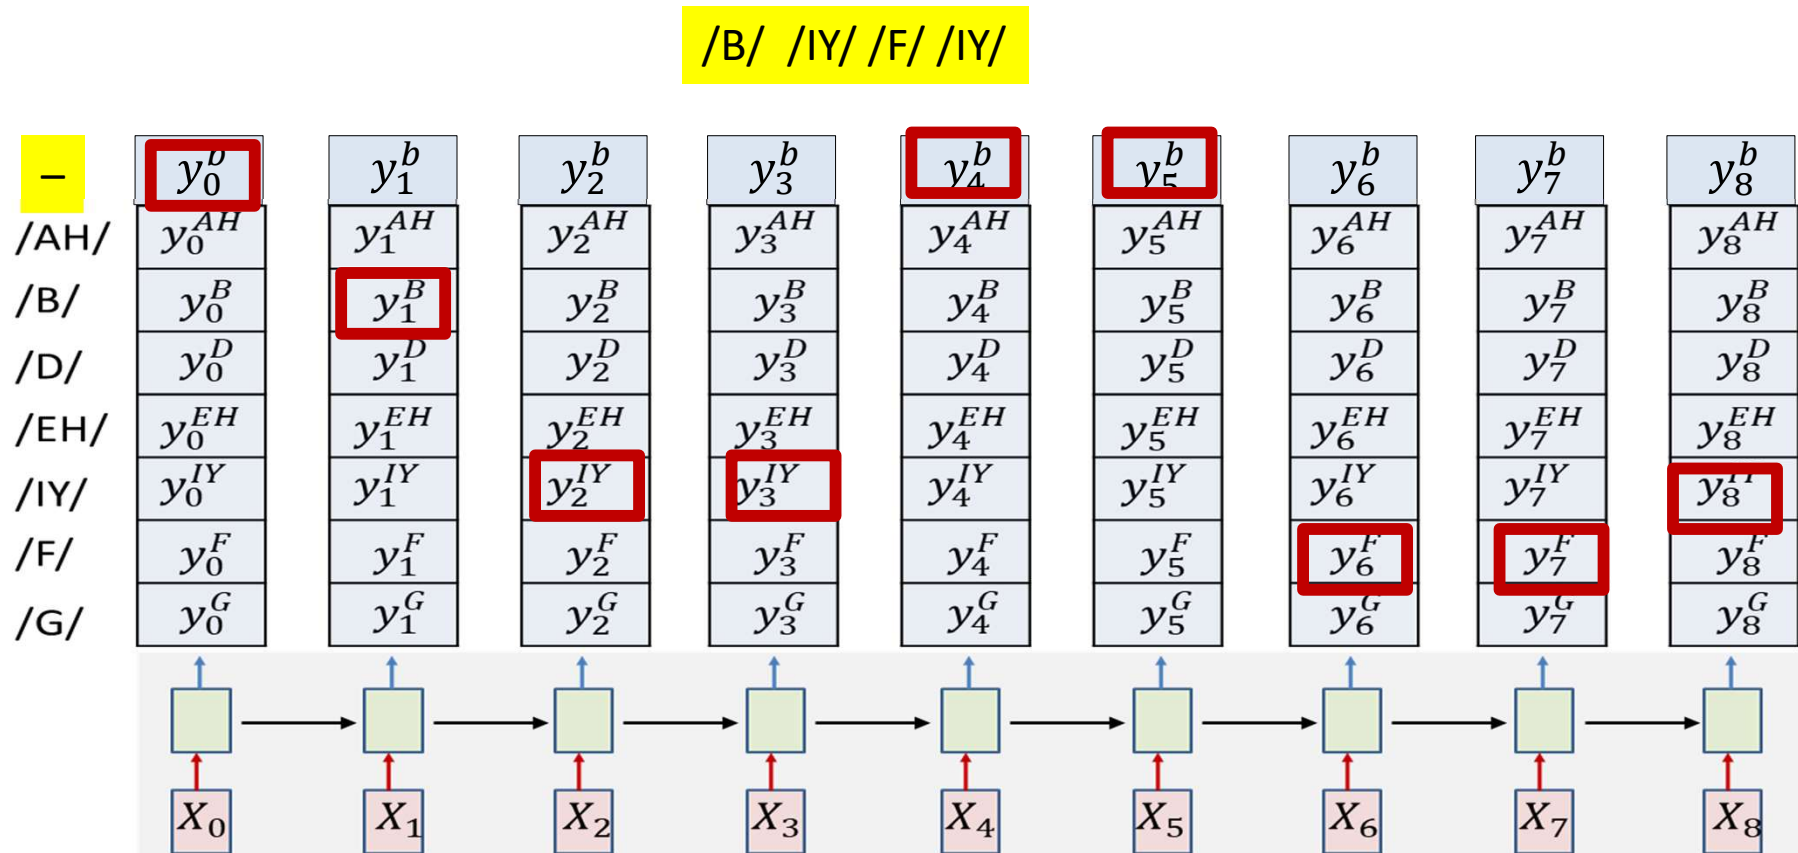 /B/ /IY/ /F/ /IY/
– y_0^b y_1^b y_2^b y_3^b y_4^b y_5^b y_6^b y_7^b y_8^b
/AH/ y_0^{AH} y_1^{AH} y_2^{AH} y_3^{AH} y_4^{AH} y_5^{AH} y_6^{AH} y_7^{AH} y_8^{AH}
/B/ y_0^B y_1^B y_2^B y_3^B y_4^B y_5^B y_6^B y_7^B y_8^B
/D/ y_0^D y_1^D y_2^D y_3^D y_4^D y_5^D y_6^D y_7^D y_8^D
/EH/ y_0^{EH} y_1^{EH} y_2^{EH} y_3^{EH} y_4^{EH} y_5^{EH} y_6^{EH} y_7^{EH} y_8^{EH}
/IY/ y_0^{IY} y_1^{IY} y_2^{IY} y_3^{IY} y_4^{IY} y_5^{IY} y_6^{IY} y_7^{IY} y_8^{IY}
/F/ y_0^F y_1^F y_2^F y_3^F y_4^F y_5^F y_6^F y_7^F y_8^F
/G/ y_0^G y_1^G y_2^G y_3^G y_4^G y_5^G y_6^G y_7^G y_8^G
X_0 X_1 X_2 X_3 X_4 X_5 X_6 X_7 X_8